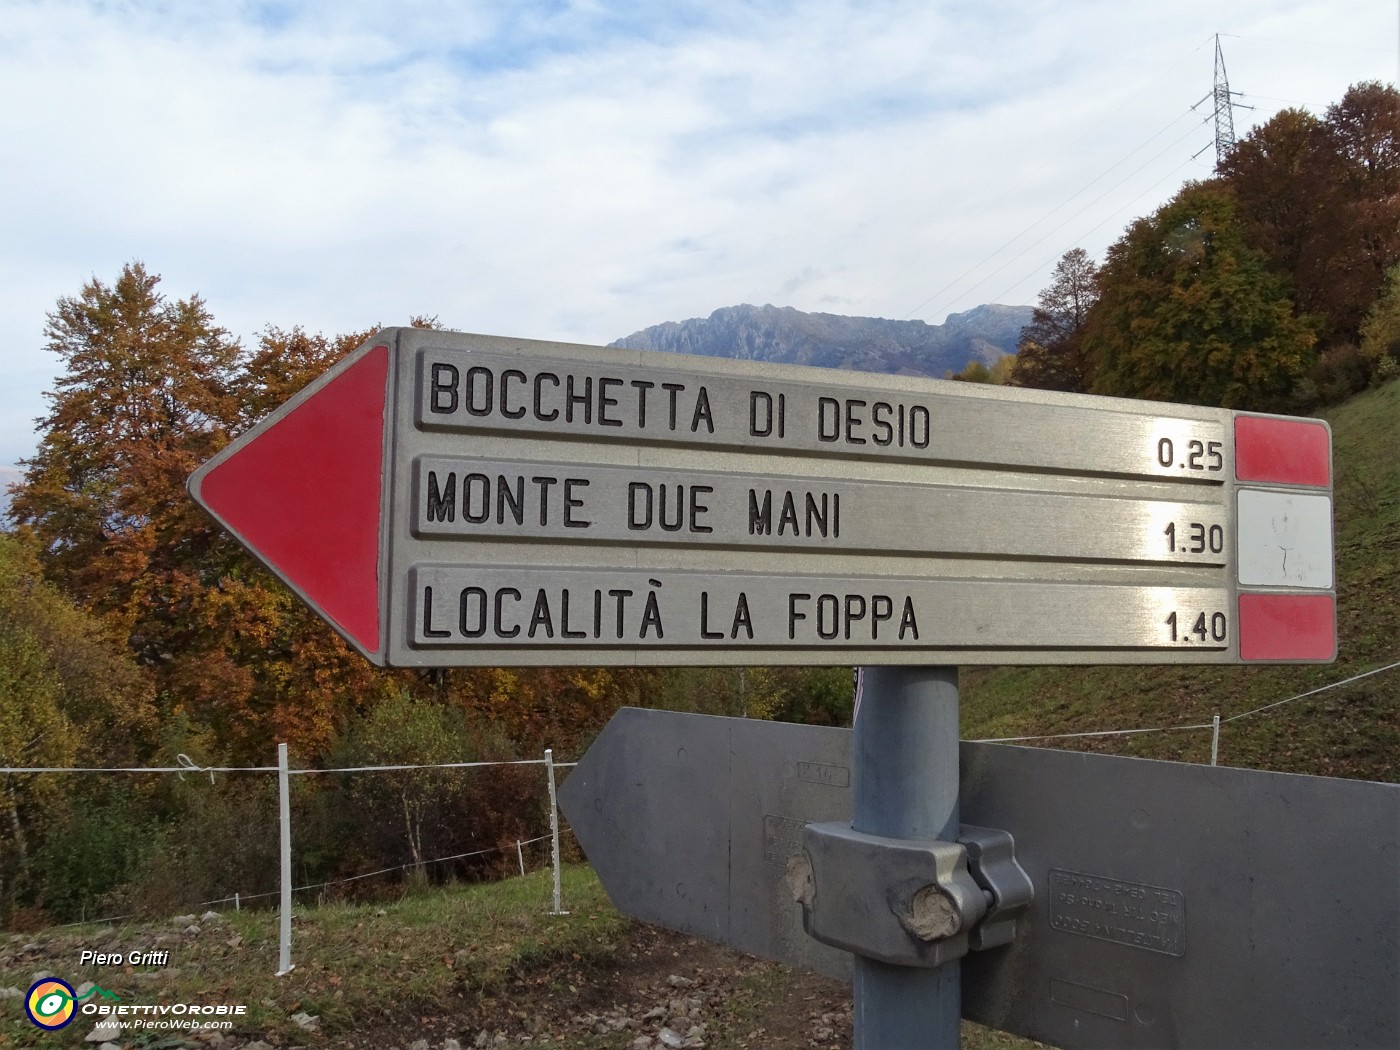 BOCCHETTA DI DESIO 0.25
MONTE DUE MANI 1.30
LOCALITÀ LA FOPPA 1.40
Piero Gritti
OBIETTIVOROBIE
www.PieroWeb.com